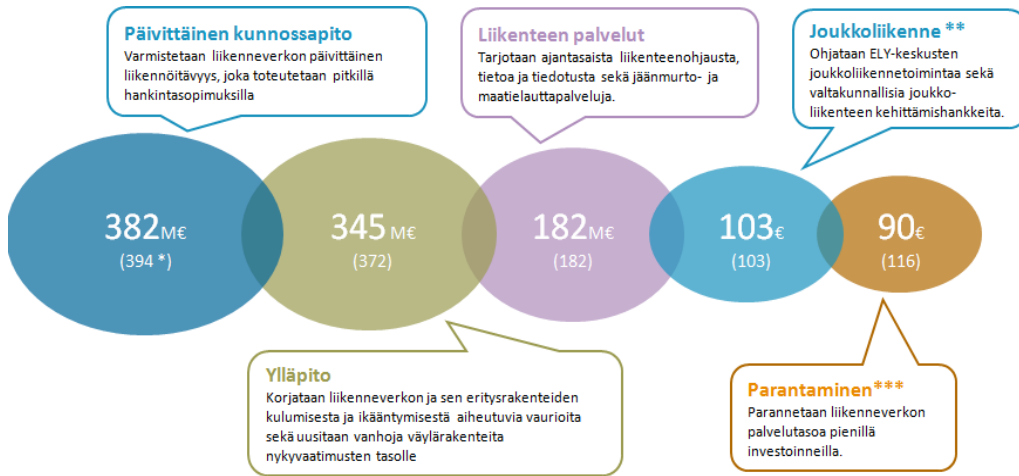 Päivittäinen kunnossapito
Varmistetaan liikenneverkon päivittäinen
liikennöitävyys, joka toteutetaan pitkillä
hankintasopimuksilla
Liikenteen palvelut
Tarjotaan ajantasaista liikenteenohjausta,
tietoa ja tiedotusta sekä jäänmurto- ja
maatielauttapalveluja.
Joukkoliikenne **
Ohjataan ELY-keskusten
joukkoliikennetoimintaa sekä
valtakunnallisia joukko-
liikenteen kehittämishankkeita.
382M€
(394 *)
345 M€
(372)
182M€
(182)
103€
(103)
90€
(116)
Ylläpito
Korjataan liikenneverkon ja sen eritysrakenteiden
kulumisesta ja ikääntymisestä aiheutuvia vaurioita
sekä uusitaan vanhoja väylärakenteita
nykyvaatimusten tasolle
Parantaminen***
Parannetaan liikenneverkon
palvelutasoa pienillä
investoinneilla.